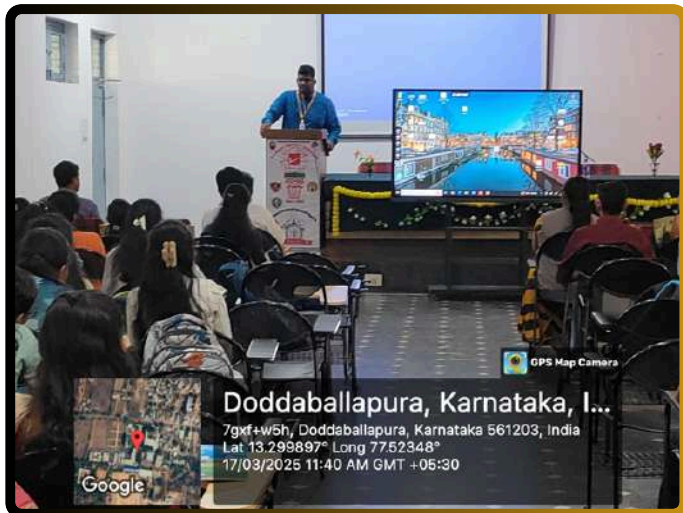 GPS Map Camera
Doddaballapura, Karnataka, I...
7gxf+w5h, Doddaballapura, Karnataka 561203, India
Lat 13.299897° Long 77.52348°
17/03/2025 11:40 AM GMT +05:30
Google